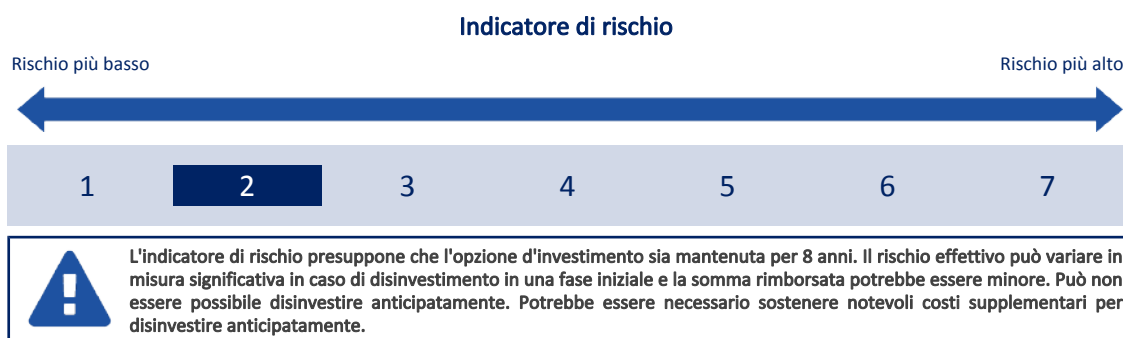 Indicatore di rischio
Rischio più basso
Rischio più alto
1 2 3 4 5 6 7
L'indicatore di rischio presuppone che l'opzione d'investimento sia mantenuta per 8 anni. Il rischio effettivo può variare in
misura significativa in caso di disinvestimento in una fase iniziale e la somma rimborsata potrebbe essere minore. Può non
essere possibile disinvestire anticipatamente. Potrebbe essere necessario sostenere notevoli costi supplementari per
disinvestire anticipatamente.